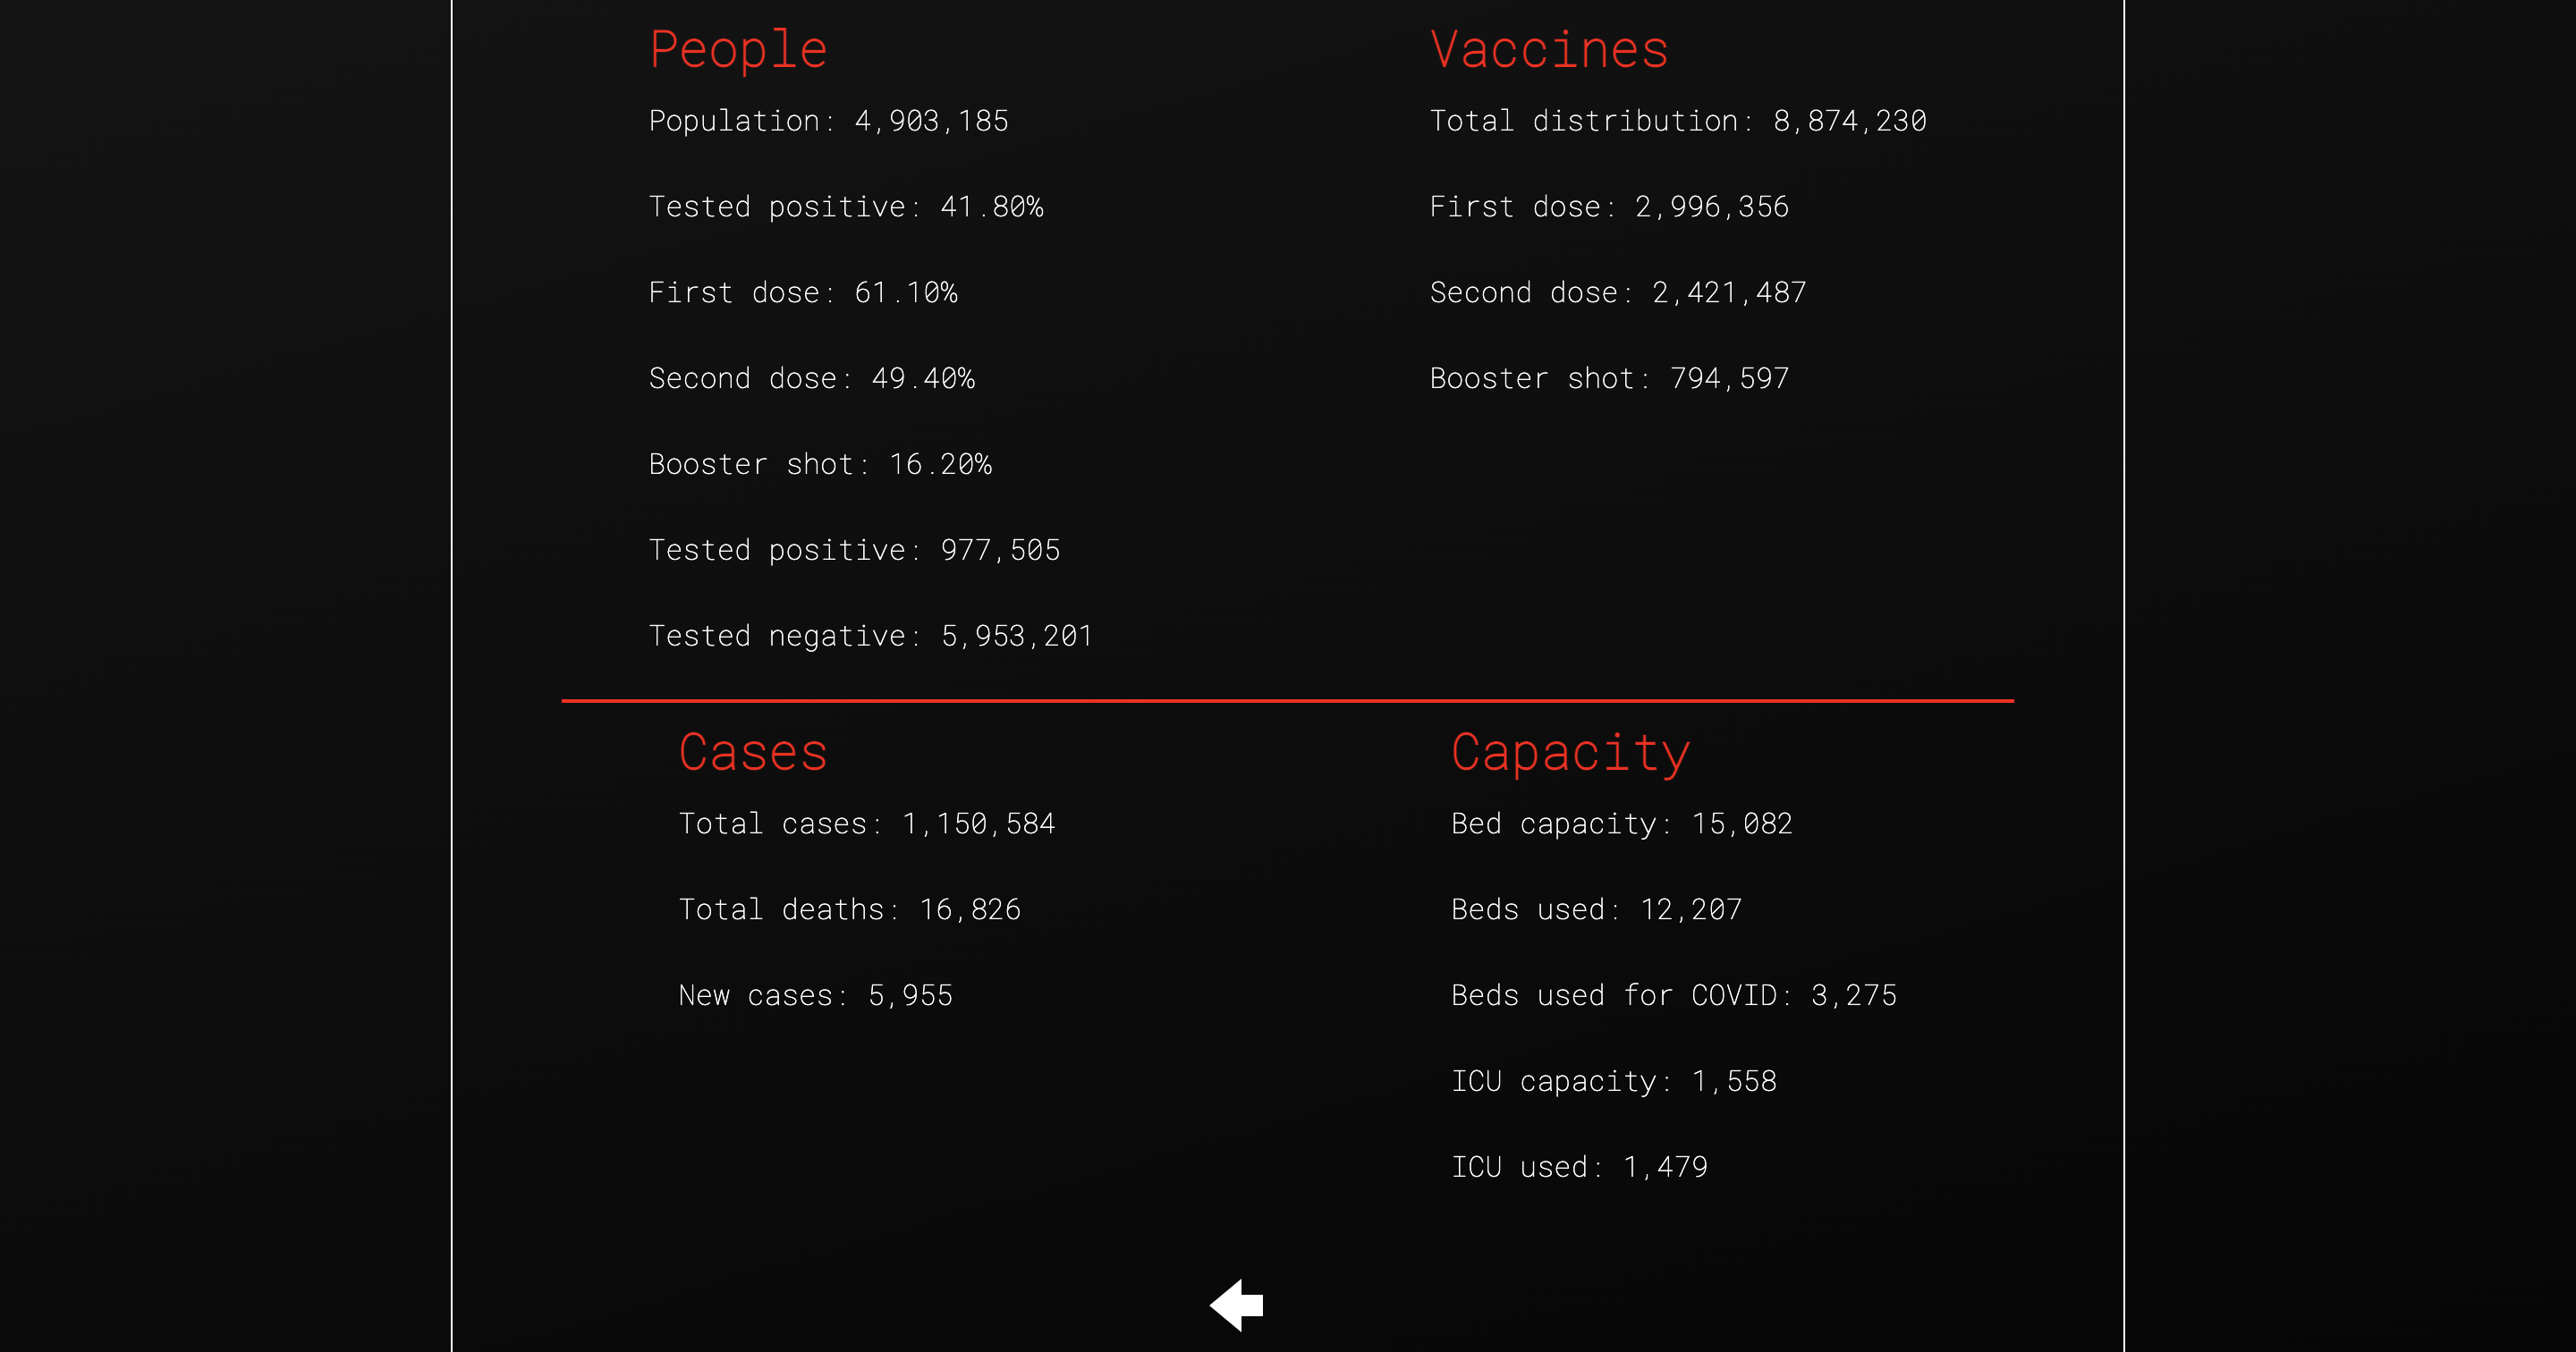 People
Population: 4,903,185
Tested positive: 41.80%
First dose: 61.10%
Second dose: 49.40%
Booster shot: 16.20%
Tested positive: 977,505
Tested negative: 5,953,201
Vaccines
Total distribution: 8,874,230
First dose: 2,996,356
Second dose: 2,421,487
Booster shot: 794,597
Cases
Total cases: 1,150,584
Total deaths: 16,826
New cases: 5,955
Capacity
Bed capacity: 15,082
Beds used: 12,207
Beds used for COVID: 3,275
ICU capacity: 1,558
ICU used: 1,479